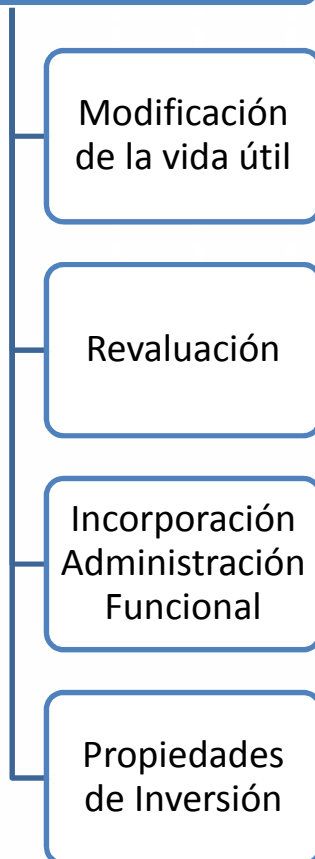 Modificación
de la vida útil
Revaluación
Incorporación
Administración
Funcional
Propiedades
de Inversión